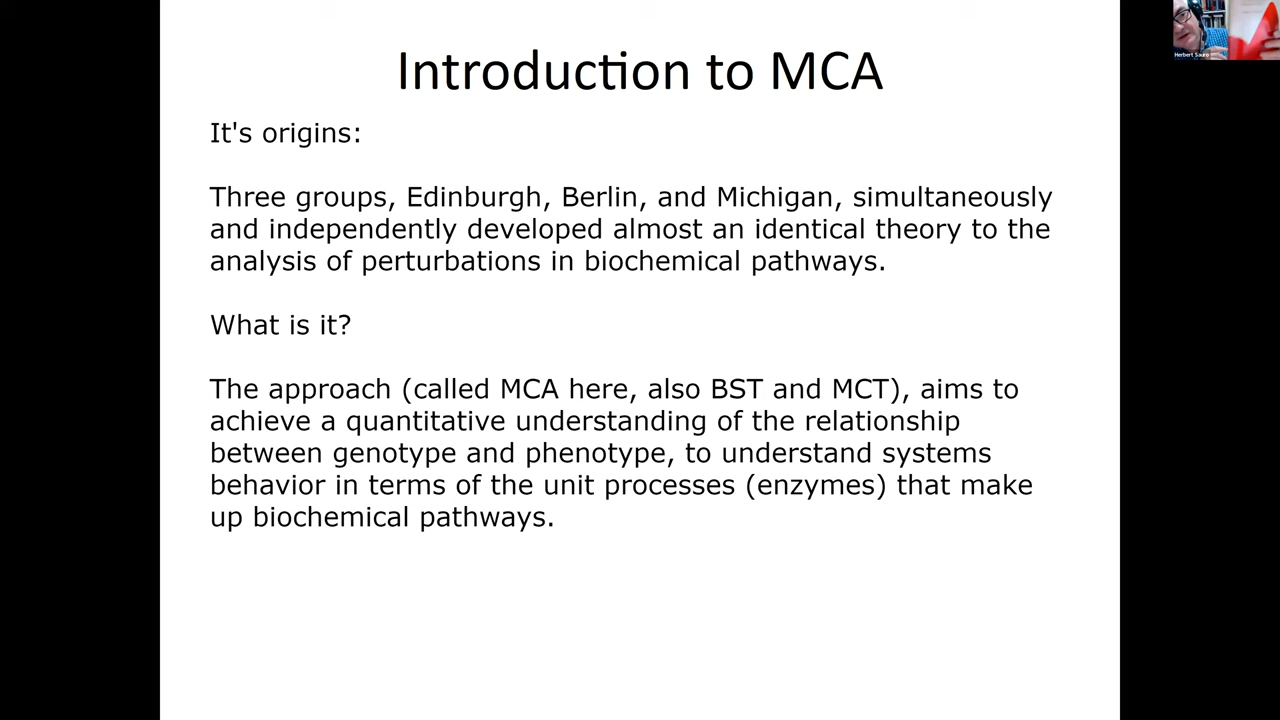 Introduction to MCA
Herbert Sauro
It's origins:
Three groups, Edinburgh, Berlin, and Michigan, simultaneously
and independently developed almost an identical theory to the
analysis of perturbations in biochemical pathways.
What is it?
The approach (called MCA here, also BST and MCT), aims to
achieve a quantitative understanding of the relationship
between genotype and phenotype, to understand systems
behavior in terms of the unit processes (enzymes) that make
up biochemical pathways.